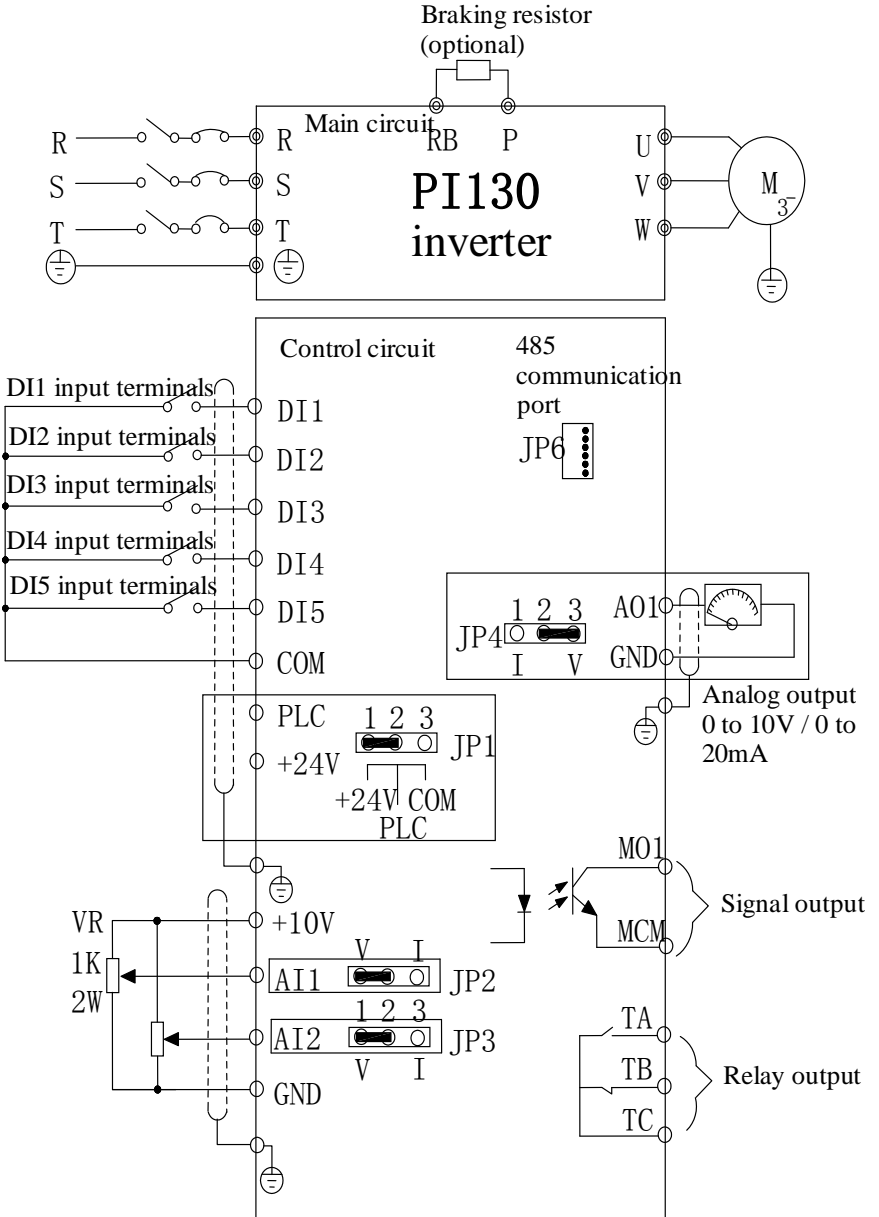 Braking resistor
(optional)
Main circuit
RB P
R R
S S
T T
PI130
inverter
U
V
W
M
3~
Control circuit
485
communication
port
JP6
DI1 input terminals
DI1
DI2 input terminals
DI2
DI3 input terminals
DI3
DI4 input terminals
DI4
DI5 input terminals
DI5
COM
1 2 3
JP4
I V
AO1
GND
Analog output
0 to 10V / 0 to
20mA
PLC
+24V
1 2 3
JP1
+24V COM
PLC
MO1
MCM
Signal output
VR
1K
2W
+10V
V I
AI1
JP2
1 2 3
AI2
JP3
V I
GND
TA
TB
TC
Relay output